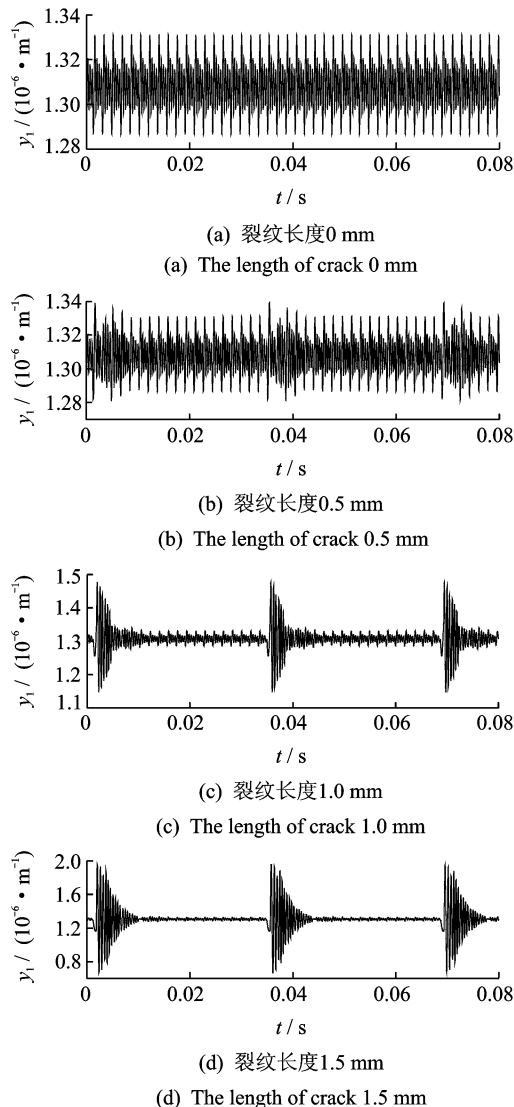 1.34
1.32
1.30
1.28
y₁ / (10⁻⁶•m⁻¹)
0 0.02 0.04 0.06 0.08
t / s
(a) 裂纹长度0 mm
(a) The length of crack 0 mm
1.34
1.32
1.30
1.28
y₁ / (10⁻⁶•m⁻¹)
0 0.02 0.04 0.06 0.08
t / s
(b) 裂纹长度0.5 mm
(b) The length of crack 0.5 mm
1.5
1.4
1.3
1.2
1.1
y₁ / (10⁻⁶•m⁻¹)
0 0.02 0.04 0.06 0.08
t / s
(c) 裂纹长度1.0 mm
(c) The length of crack 1.0 mm
2.0
1.6
1.2
0.8
y₁ / (10⁻⁶•m⁻¹)
0 0.02 0.04 0.06 0.08
t / s
(d) 裂纹长度1.5 mm
(d) The length of crack 1.5 mm